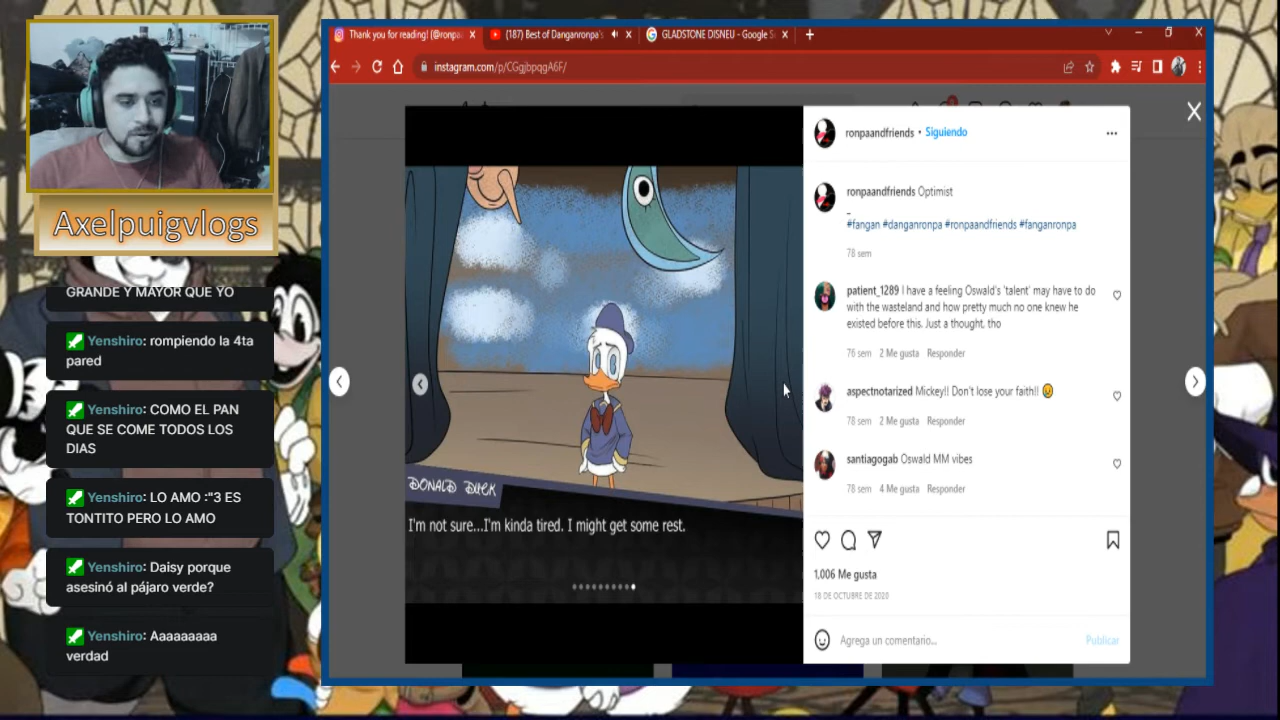 Thank you for reading! (@ronpa
(187) Best of Danganronpa's
GLADSTONE DISNEU - Google S
instagram.com/p/CGgjbpqgA6F/
Axelpuigvlogs
GRANDE Y MAYOR QUE YO
Yenshiro: rompiendo la 4ta
pared
Yenshiro: COMO EL PAN
QUE SE COME TODOS LOS
DIAS
Yenshiro: LO AMO :"3 ES
TONTITO PERO LO AMO
Yenshiro: Daisy porque
asesinó al pájaro verde?
Yenshiro: Aaaaaaaaa
verdad
DONALD DUCK
I'm not sure...I'm kinda tired. I might get some rest.
ronpaandfriends • Siguiendo
ronpaandfriends Optimist
_
#fangan #danganronpa #ronpaandfriends #fanganronpa
78 sem
patient_1289 I have a feeling Oswald's 'talent' may have to do
with the wasteland and how pretty much no one knew he
existed before this. Just a thought, tho
76 sem 2 Me gusta Responder
aspectnotarized Mickey!! Don't lose your faith!! 😥
78 sem 2 Me gusta Responder
santiagogab Oswald MM vibes
78 sem 4 Me gusta Responder
1,006 Me gusta
18 DE OCTUBRE DE 2020
Agrega un comentario...
Publicar